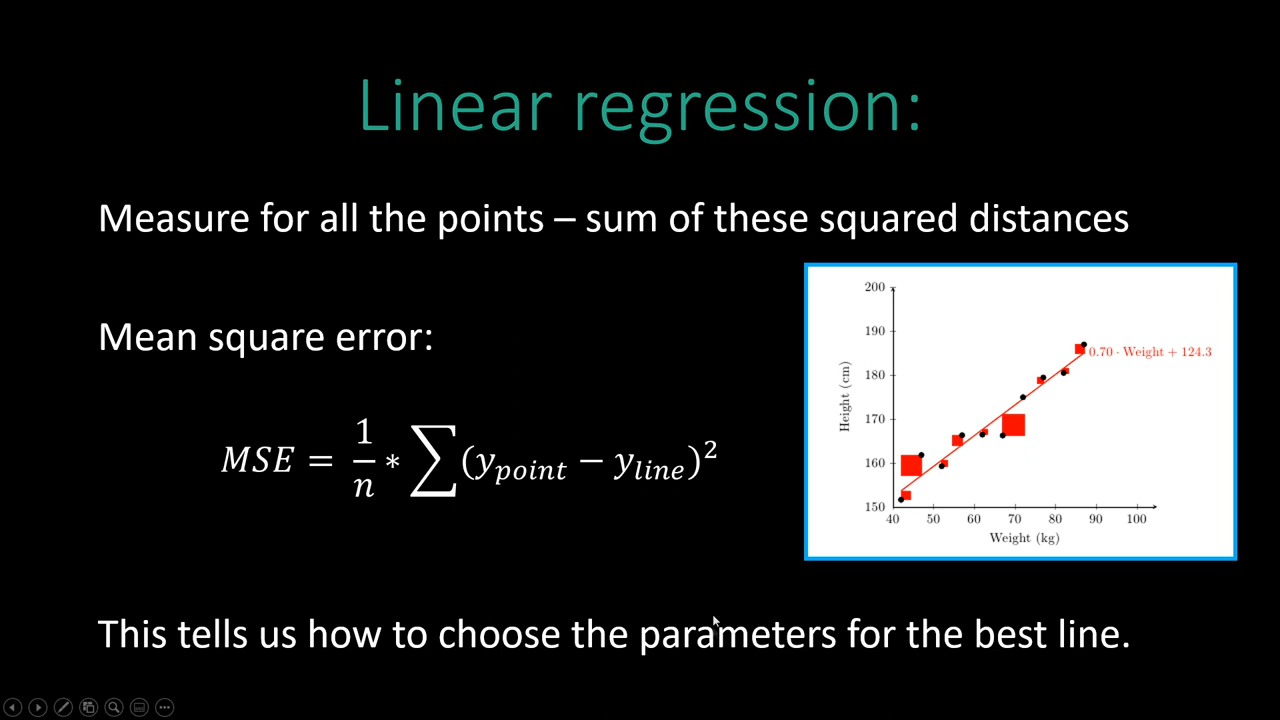 Linear regression:
Measure for all the points – sum of these squared distances
Mean square error:
MSE = 1/n * ∑(y_point − y_line)²
200
190
180
170
160
150
40 50 60 70 80 90 100
Height (cm)
Weight (kg)
0.70 · Weight + 124.3
This tells us how to choose the parameters for the best line.